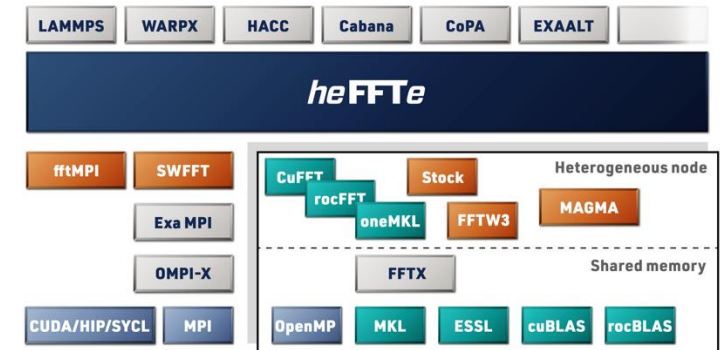 LAMMPS WARPX HACC Cabana CoPA EXAALT
heFFTe
fftMPI SWFFT CuFFT Stock Heterogeneous node
rocFFT MAGMA
Exa MPI oneMKL FFTW3
OMPI-X FFTX Shared memory
CUDA/HIP/SYCL MPI OpenMP MKL ESSL cuBLAS rocBLAS